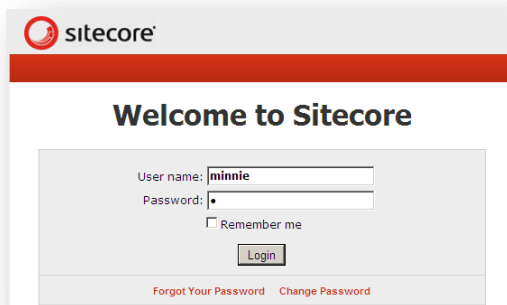 sitecore
Welcome to Sitecore
User name: minnie
Password: •
Remember me
Login
Forgot Your Password Change Password